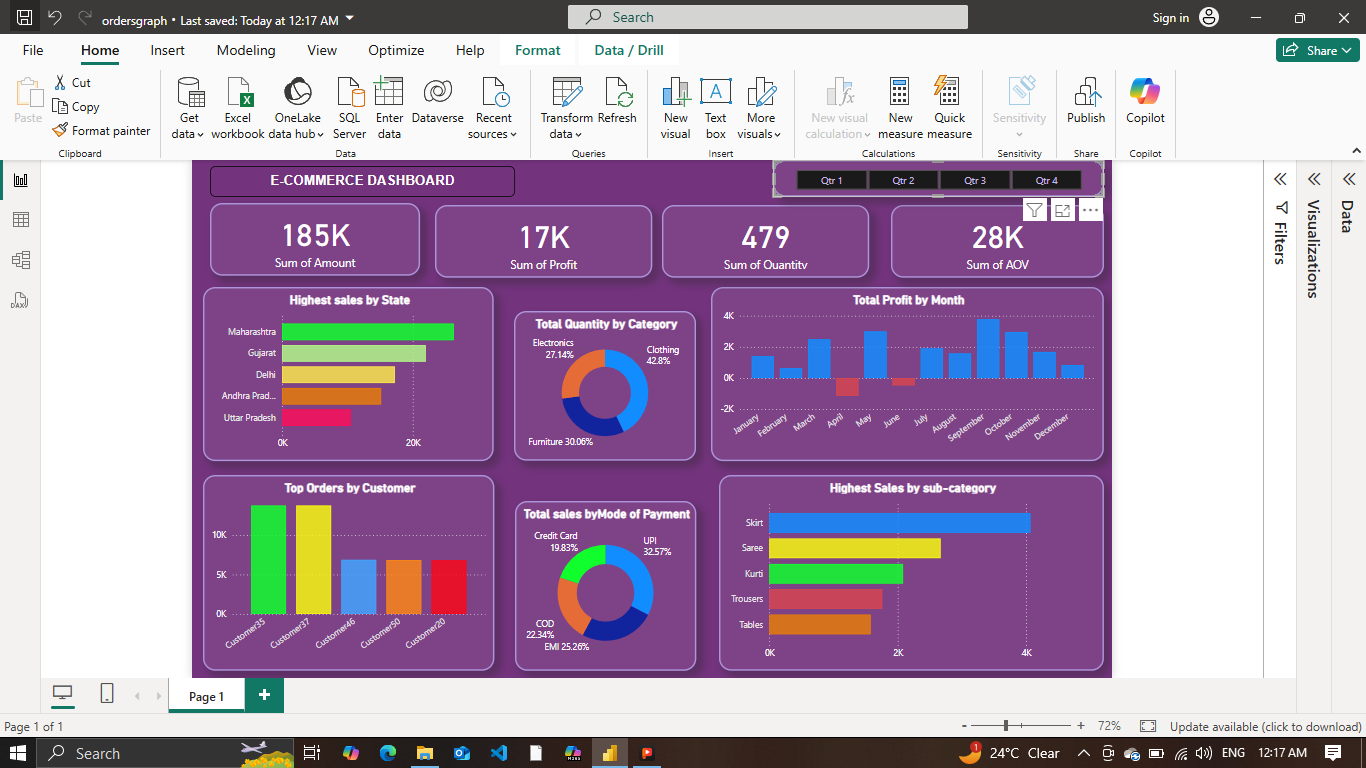 ordersgraph • Last saved: Today at 12:17 AM
Search
Sign in
File
Home
Insert
Modeling
View
Optimize
Help
Format
Data / Drill
Share
Paste
Cut
Copy
Format painter
Clipboard
Get data
Excel workbook
OneLake data hub
SQL Server
Enter data
Dataverse
Recent sources
Data
Transform data
Refresh
Queries
New visual
Text box
More visuals
Insert
New visual calculation
New measure
Quick measure
Calculations
Sensitivity
Sensitivity
Publish
Share
Copilot
Copilot
E-COMMERCE DASHBOARD
Qtr 1
Qtr 2
Qtr 3
Qtr 4
185K
Sum of Amount
17K
Sum of Profit
479
Sum of Quantity
28K
Sum of AOV
Highest sales by State
Maharashtra
Gujarat
Delhi
Andhra Prad...
Uttar Pradesh
0K
20K
Total Quantity by Category
Electronics
27.14%
Clothing
42.8%
Furniture 30.06%
Total Profit by Month
4K
2K
0K
-2K
January
February
March
April
May
June
July
August
September
October
November
December
Top Orders by Customer
10K
5K
0K
Customer35
Customer37
Customer46
Customer50
Customer20
Total sales byMode of Payment
Credit Card
19.83%
UPI
32.57%
COD
22.34%
EMI 25.26%
Highest Sales by sub-category
Skirt
Saree
Kurti
Trousers
Tables
0K
2K
4K
Filters
Visualizations
Data
DAX
Page 1
Page 1 of 1
72%
Update available (click to download)
Search
1
24°C Clear
ENG
12:17 AM